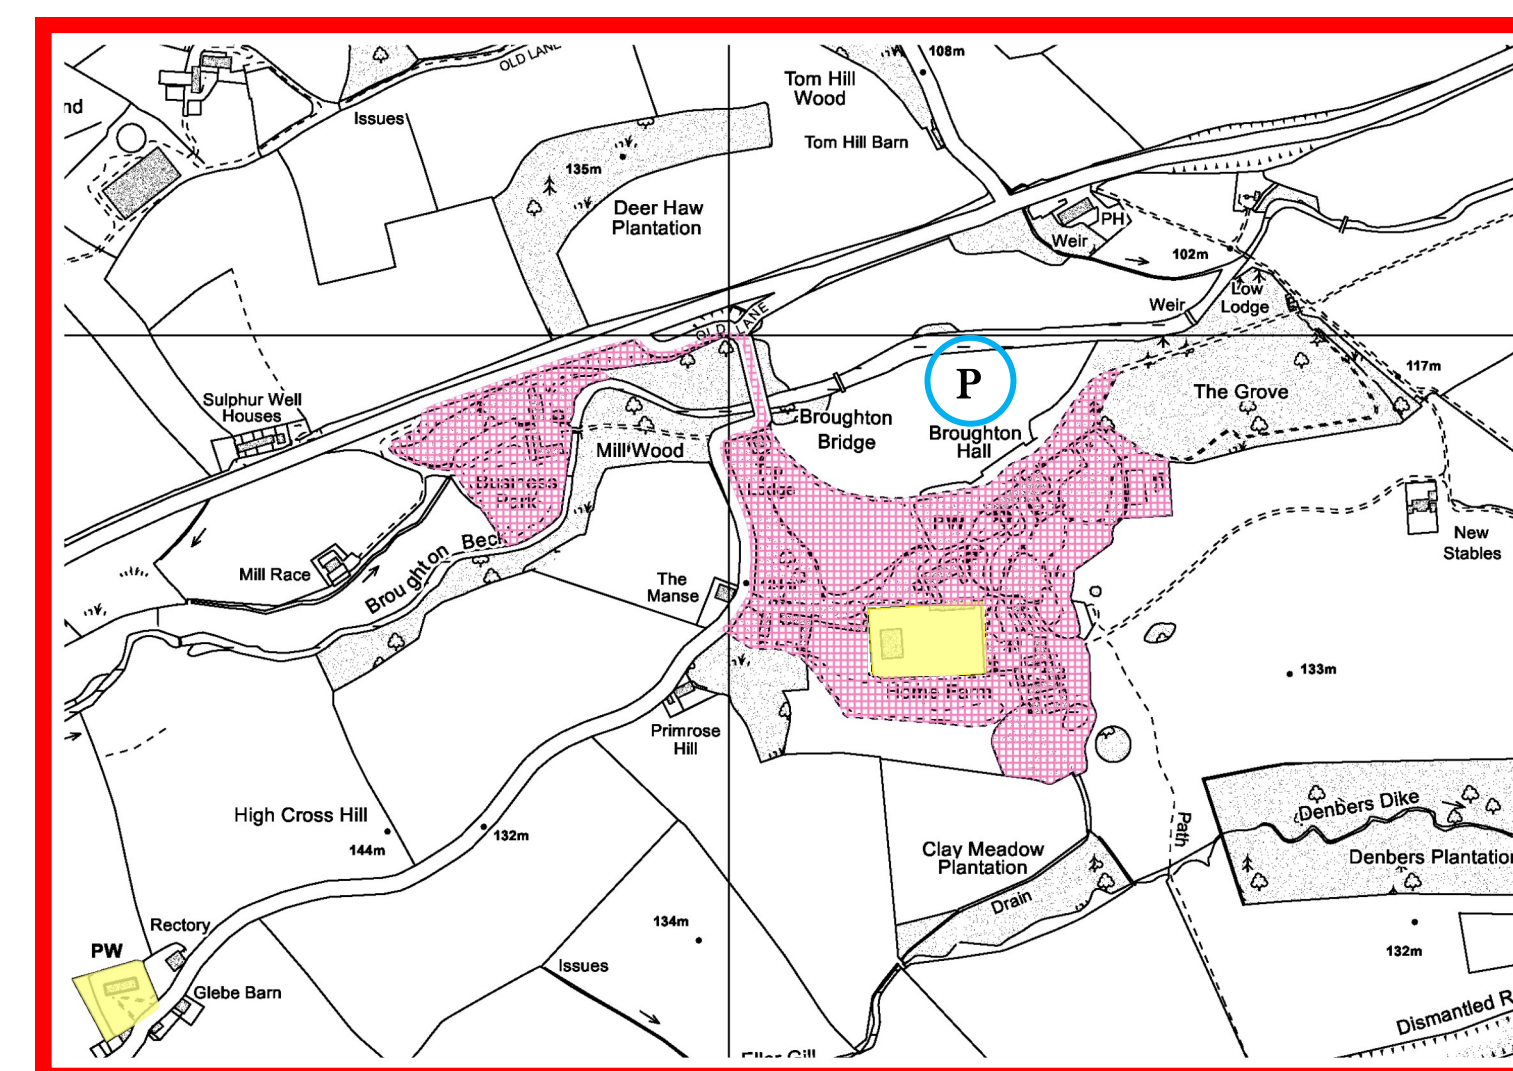 OLD LANE
108m
Tom Hill
Wood
nd
Issues
Tom Hill Barn
135m
Deer Haw
Plantation
PH
Weir
102m
Low
Lodge
Weir
OLD LANE
117m
P
The Grove
Sulphur Well
Houses
Broughton
Bridge
Broughton
Hall
Mill Wood
Business
Park
Lodge
PW
New
Stables
Broughton Beck
Mill Race
The
Manse
133m
Home Farm
Primrose
Hill
High Cross Hill
144m
132m
Denbers Dike
Path
Clay Meadow
Plantation
Denbers Plantation
Drain
Rectory
134m
132m
PW
Issues
Glebe Barn
Dismantled R
Eller Gill